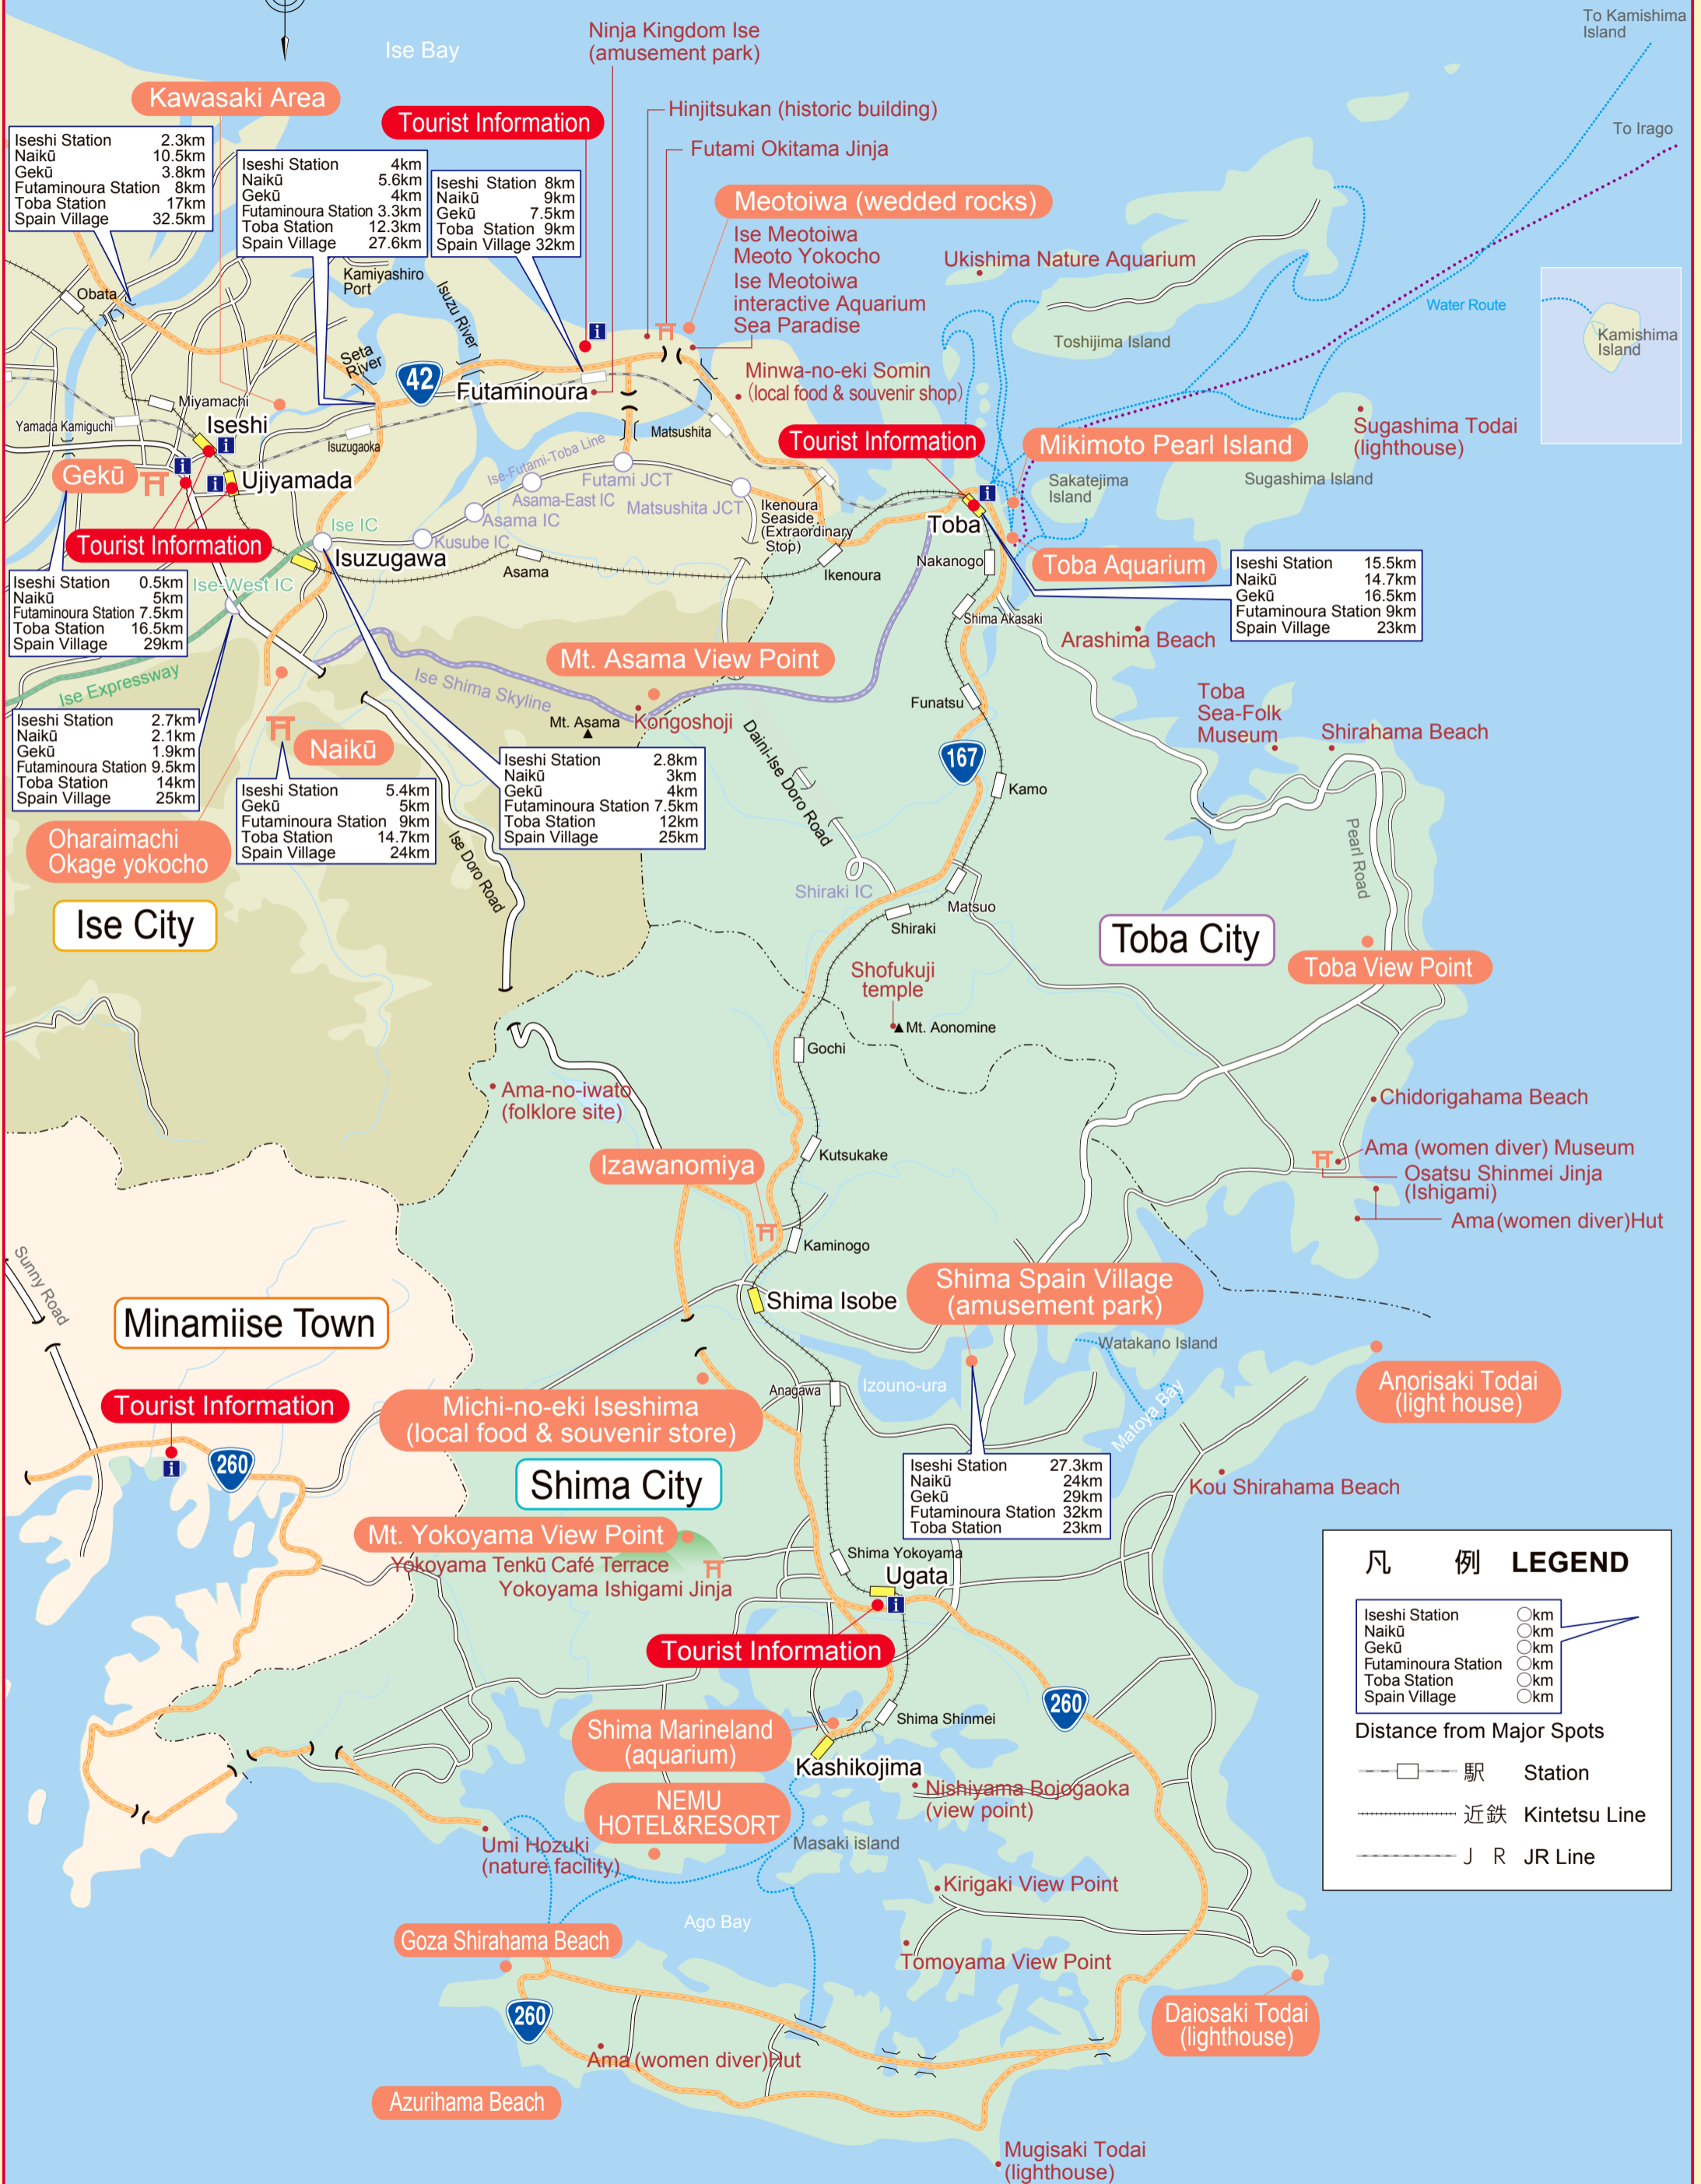 To Kamishima
Island
Ise Bay
Ninja Kingdom Ise
(amusement park)
Kawasaki Area
Tourist Information
Hinjitsukan (historic building)
Futami Okitama Jinja
To Irago
Iseshi Station 2.3km
Naikū 10.5km
Gekū 3.8km
Futaminoura Station 8km
Toba Station 17km
Spain Village 32.5km
Iseshi Station 4km
Naikū 5.6km
Gekū 4km
Futaminoura Station 3.3km
Toba Station 12.3km
Spain Village 27.6km
Iseshi Station 8km
Naikū 9km
Gekū 7.5km
Toba Station 9km
Spain Village 32km
Meotoiwa (wedded rocks)
Ise Meotoiwa
Meoto Yokocho
Ise Meotoiwa
interactive Aquarium
Sea Paradise
Ukishima Nature Aquarium
Water Route
Toshijima Island
Kamishima
Island
Obata
Kamiyashiro
Port
Isuzu River
Seta
River
42
Futaminoura
Minwa-no-eki Somin
(local food & souvenir shop)
Miyamachi
Yamada Kamiguchi
Iseshi
i
i
Isuzugaoka
Matsushita
Tourist Information
Mikimoto Pearl Island
Sugashima Todai
(lighthouse)
Gekū
i
i
Ujiyamada
Ise-Futami-Toba Line
Futami JCT
Asama-East IC
Matsushita JCT
Asama IC
Kusube IC
Ise IC
Ikenoura
Seaside
(Extraordinary
Stop)
i
Toba
Sakatejima
Island
Sugashima Island
Tourist Information
Isuzugawa
Asama
Ikenoura
Nakanogo
Toba Aquarium
Iseshi Station 15.5km
Naikū 14.7km
Gekū 16.5km
Futaminoura Station 9km
Toba Station
Spain Village 23km
Iseshi Station 0.5km
Naikū 5km
Futaminoura Station 7.5km
Toba Station 16.5km
Spain Village 29km
Ise-West IC
Shima Akasaki
Arashima Beach
Mt. Asama View Point
Ise Expressway
Ise Shima Skyline
Mt. Asama
Kongoshoji
Funatsu
Toba
Sea-Folk
Museum
Shirahama Beach
Iseshi Station 2.7km
Naikū 2.1km
Gekū 1.9km
Futaminoura Station 9.5km
Toba Station 14km
Spain Village 25km
Naikū
Iseshi Station 5.4km
Gekū 5km
Futaminoura Station 9km
Toba Station 14.7km
Spain Village 24km
Iseshi Station 2.8km
Naikū 3km
Gekū 4km
Futaminoura Station 7.5km
Toba Station 12km
Spain Village 25km
Daini-Ise Doro Road
167
Kamo
Oharaimachi
Okage yokocho
Ise Doro Road
Pearl Road
Shiraki IC
Matsuo
Shiraki
Ise City
Toba City
Toba View Point
Shofukuji
temple
Mt. Aonomine
Gochi
Ama-no-iwato
(folklore site)
Chidorigahama Beach
Kutsukake
Izawanomiya
Ama (women diver) Museum
Osatsu Shinmei Jinja
(Ishigami)
Ama(women diver)Hut
Kaminogo
Sunny Road
Minamiise Town
Shima Isobe
Shima Spain Village
(amusement park)
Watakano Island
Anorisaki Todai
(light house)
Tourist Information
Anagawa
Izouno-ura
Matoya Bay
Michi-no-eki Iseshima
(local food & souvenir store)
260
i
Shima City
Iseshi Station 27.3km
Naikū 24km
Gekū 29km
Futaminoura Station 32km
Toba Station 23km
Kou Shirahama Beach
Mt. Yokoyama View Point
Yokoyama Tenkū Café Terrace
Yokoyama Ishigami Jinja
Shima Yokoyama
Ugata
i
Tourist Information
凡 例 LEGEND
Iseshi Station ○km
Naikū ○km
Gekū ○km
Futaminoura Station ○km
Toba Station ○km
Spain Village ○km
Distance from Major Spots
駅 Station
近鉄 Kintetsu Line
J R JR Line
260
Shima Marineland
(aquarium)
Shima Shinmei
Kashikojima
NEMU
HOTEL&RESORT
Nishiyama Bojogaoka
(view point)
Umi Hozuki
(nature facility)
Masaki island
Kirigaki View Point
Ago Bay
Goza Shirahama Beach
Tomoyama View Point
260
Daiosaki Todai
(lighthouse)
Ama (women diver)Hut
Azurihama Beach
Mugisaki Todai
(lighthouse)